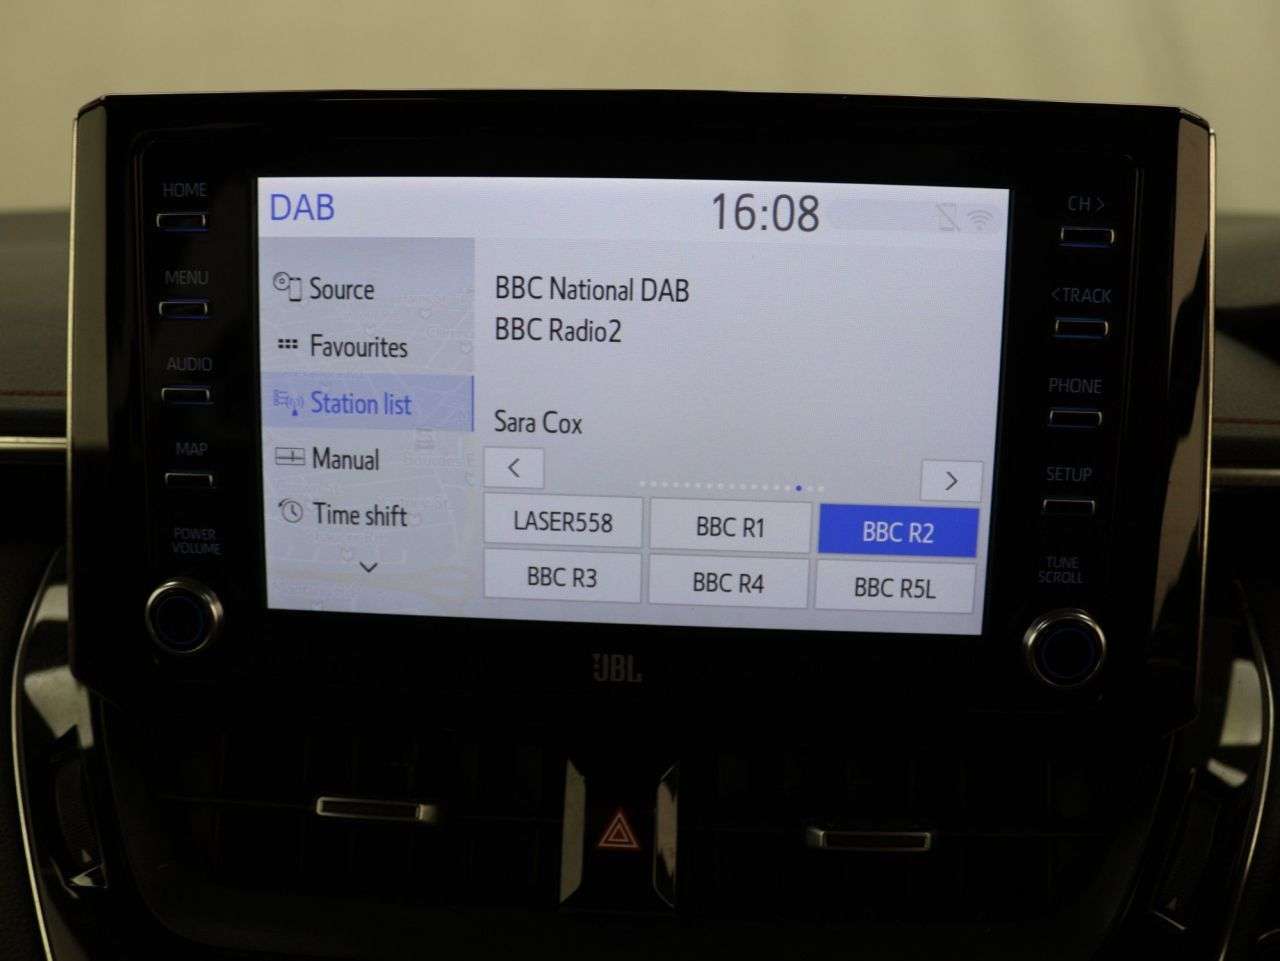 HOME
MENU
AUDIO
MAP
POWER
VOLUME
DAB
16:08
Source
Favourites
Station list
Manual
Time shift
BBC National DAB
BBC Radio2
Sara Cox
<
>
LASER558
BBC R1
BBC R2
BBC R3
BBC R4
BBC R5L
CH >
<TRACK
PHONE
SETUP
TUNE
SCROLL
JBL